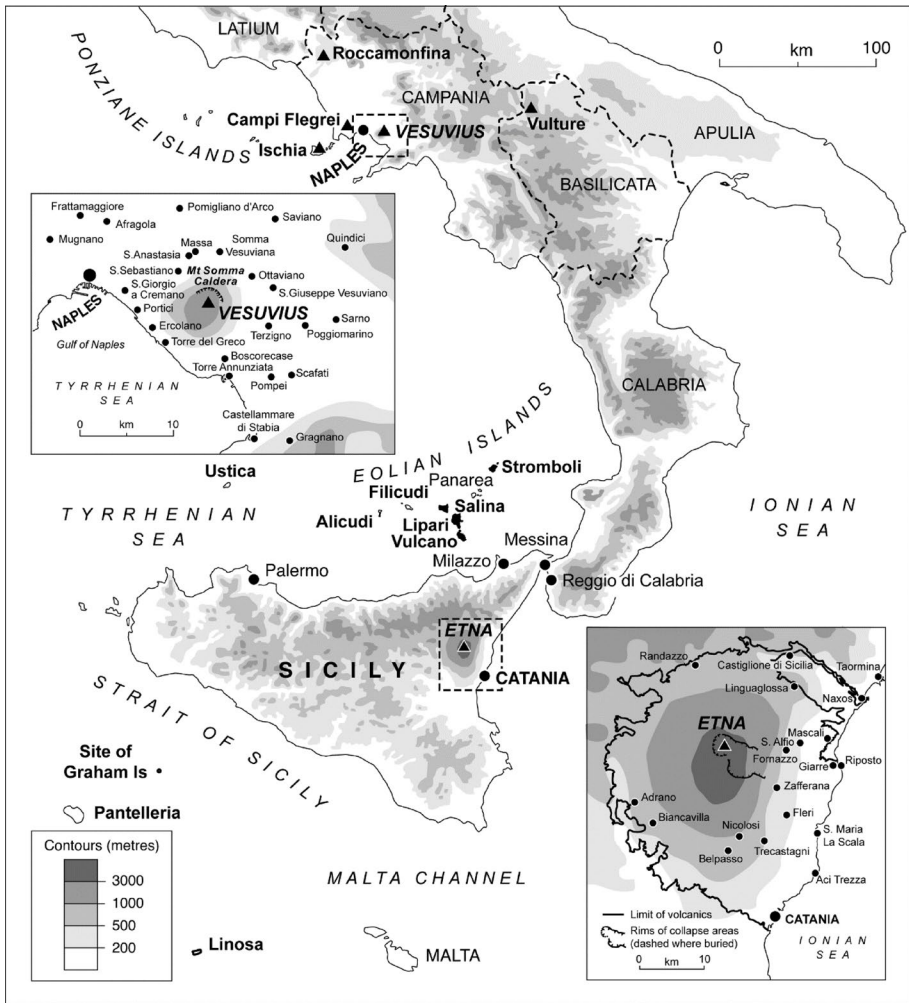 LATIUM
Roccamonfina
0 km 100
PONZIANE ISLANDS
CAMPANIA
Campi Flegrei
VESUVIUS
Vulture
APULIA
Ischia
NAPLES
BASILICATA
Frattamaggiore
Pomigliano d'Arco
Afragola
Saviano
Mugnano
Massa
Somma
Vesuviana
Quindici
S.Anastasia
S.Sebastiano
Mt Somma
Caldera
Ottaviano
S.Giorgio
a Cremano
S.Giuseppe Vesuviano
NAPLES
Portici
VESUVIUS
Sarno
Ercolano
Terzigno
Poggiomarino
Gulf of Naples
Torre del Greco
Boscorecase
TYRRHENIAN
SEA
Torre Annunziata
Scafati
Pompei
0 km 10
Castellammare
di Stabia
Gragnano
CALABRIA
EOLIAN ISLANDS
Ustica
Stromboli
Panarea
Filicudi
Salina
Alicudi
Lipari
Vulcano
TYRRHENIAN
SEA
IONIAN
SEA
Messina
Milazzo
Palermo
Reggio di Calabria
ETNA
SICILY
CATANIA
STRAIT OF SICILY
Site of
Graham Is
Pantelleria
Contours (metres)
3000
1000
500
200
MALTA CHANNEL
Linosa
MALTA
Randazzo
Castiglione di Sicilia
Taormina
Linguaglossa
Naxos
ETNA
Mascali
S. Alfio
Fornazzo
Giarre
Riposto
Zafferana
Adrano
Biancavilla
Fleri
Nicolosi
S. Maria
La Scala
Belpasso
Trecastagni
Aci Trezza
Limit of volcanics
Rims of collapse areas
(dashed where buried)
CATANIA
0 km 10
IONIAN
SEA